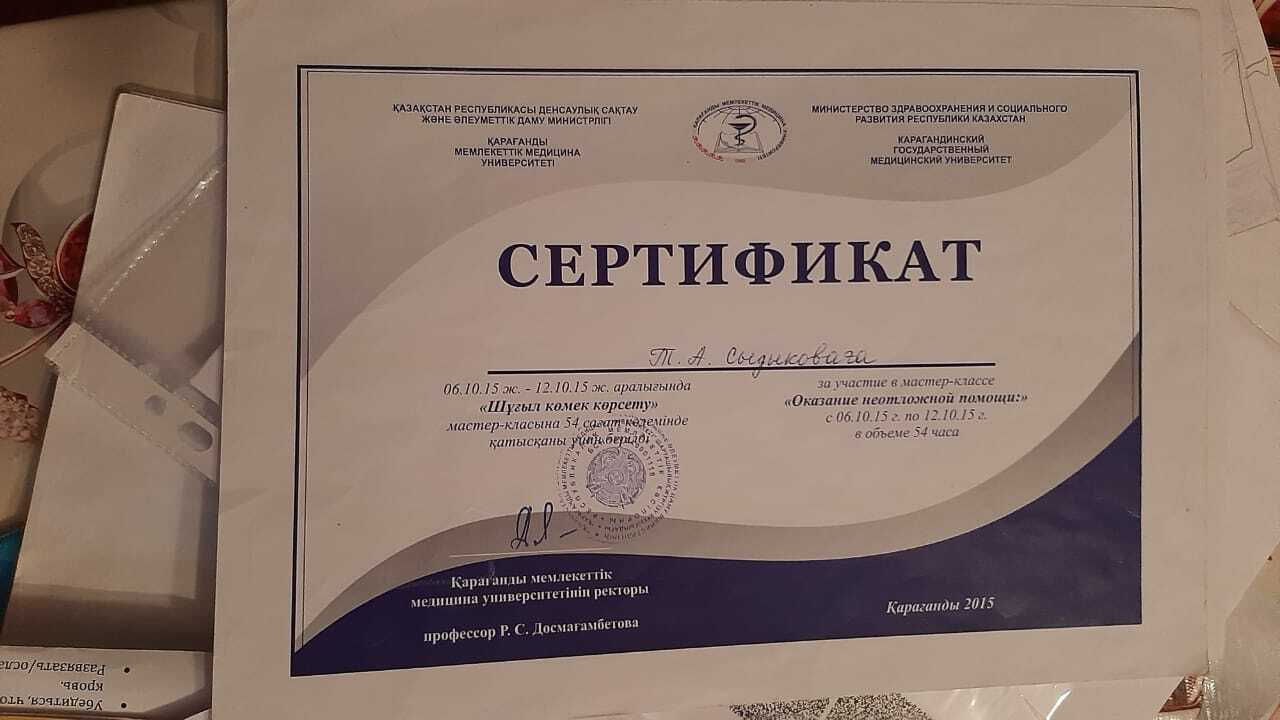 ҚАЗАҚСТАН РЕСПУБЛИКАСЫ ДЕНСАУЛЫҚ САҚТАУ
ЖӘНЕ ӘЛЕУМЕТТІК ДАМУ МИНИСТРЛІГІ
ҚАРАҒАНДЫ
МЕМЛЕКЕТТІК МЕДИЦИНА
УНИВЕРСИТЕТІ
МИНИСТЕРСТВО ЗДРАВООХРАНЕНИЯ И СОЦИАЛЬНОГО
РАЗВИТИЯ РЕСПУБЛИКИ КАЗАХСТАН
КАРАГАНДИНСКИЙ
ГОСУДАРСТВЕННЫЙ
МЕДИЦИНСКИЙ УНИВЕРСИТЕТ
СЕРТИФИКАТ
Т. А. Сыдыковаға
06.10.15 ж. - 12.10.15 ж. аралығында
«Шұғыл көмек көрсету»
мастер-класына 54 сағат көлемінде
қатысқаны үшін берілді
за участие в мастер-классе
«Оказание неотложной помощи:»
с 06.10.15 г. по 12.10.15 г.
в объеме 54 часа
Қарағанды мемлекеттік
медицина университетінің ректоры
профессор Р. С. Досмағамбетова
Қарағанды 2015
Убедиться, что
кровь.
Развязать/осла